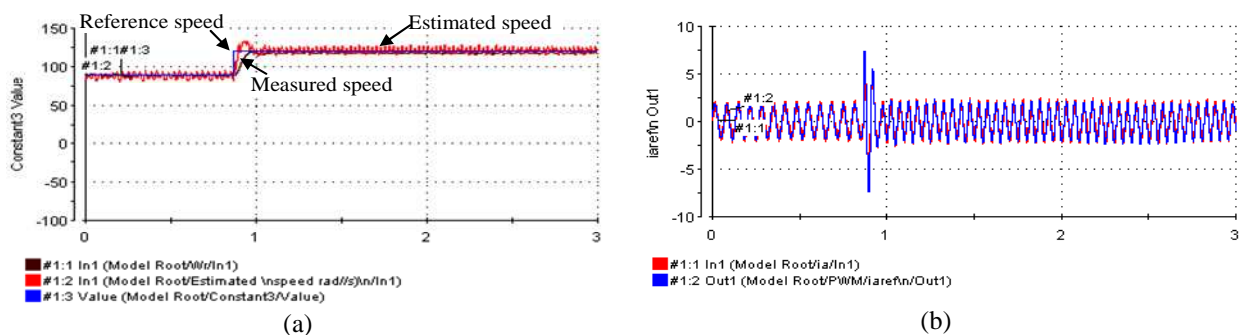 Reference speed
Estimated speed
Measured speed
Constant3 Value
150
100
50
0
-50
-100
#1:1#1:3
#1:2
0
1
2
3
#1:1 In1 (Model Root/Wr/In1)
#1:2 In1 (Model Root/Estimated \nspeed rad//s)\n/In1)
#1:3 Value (Model Root/Constant3/Value)
(a)
iaref\n Out1
10
5
0
-5
-10
#1:2
#1:1
0
1
2
3
#1:1 In1 (Model Root/ia/In1)
#1:2 Out1 (Model Root/PWM/iaref\n/Out1)
(b)